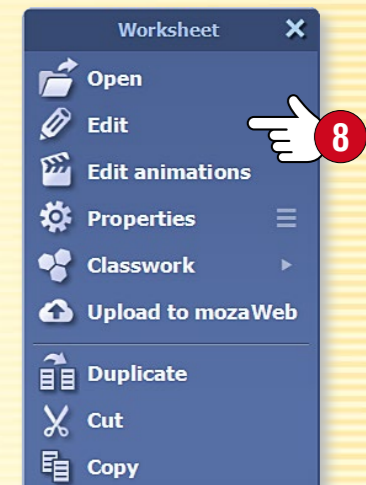 Worksheet
Open
Edit
8
Edit animations
Properties
Classwork
Upload to mozaWeb
Duplicate
Cut
Copy